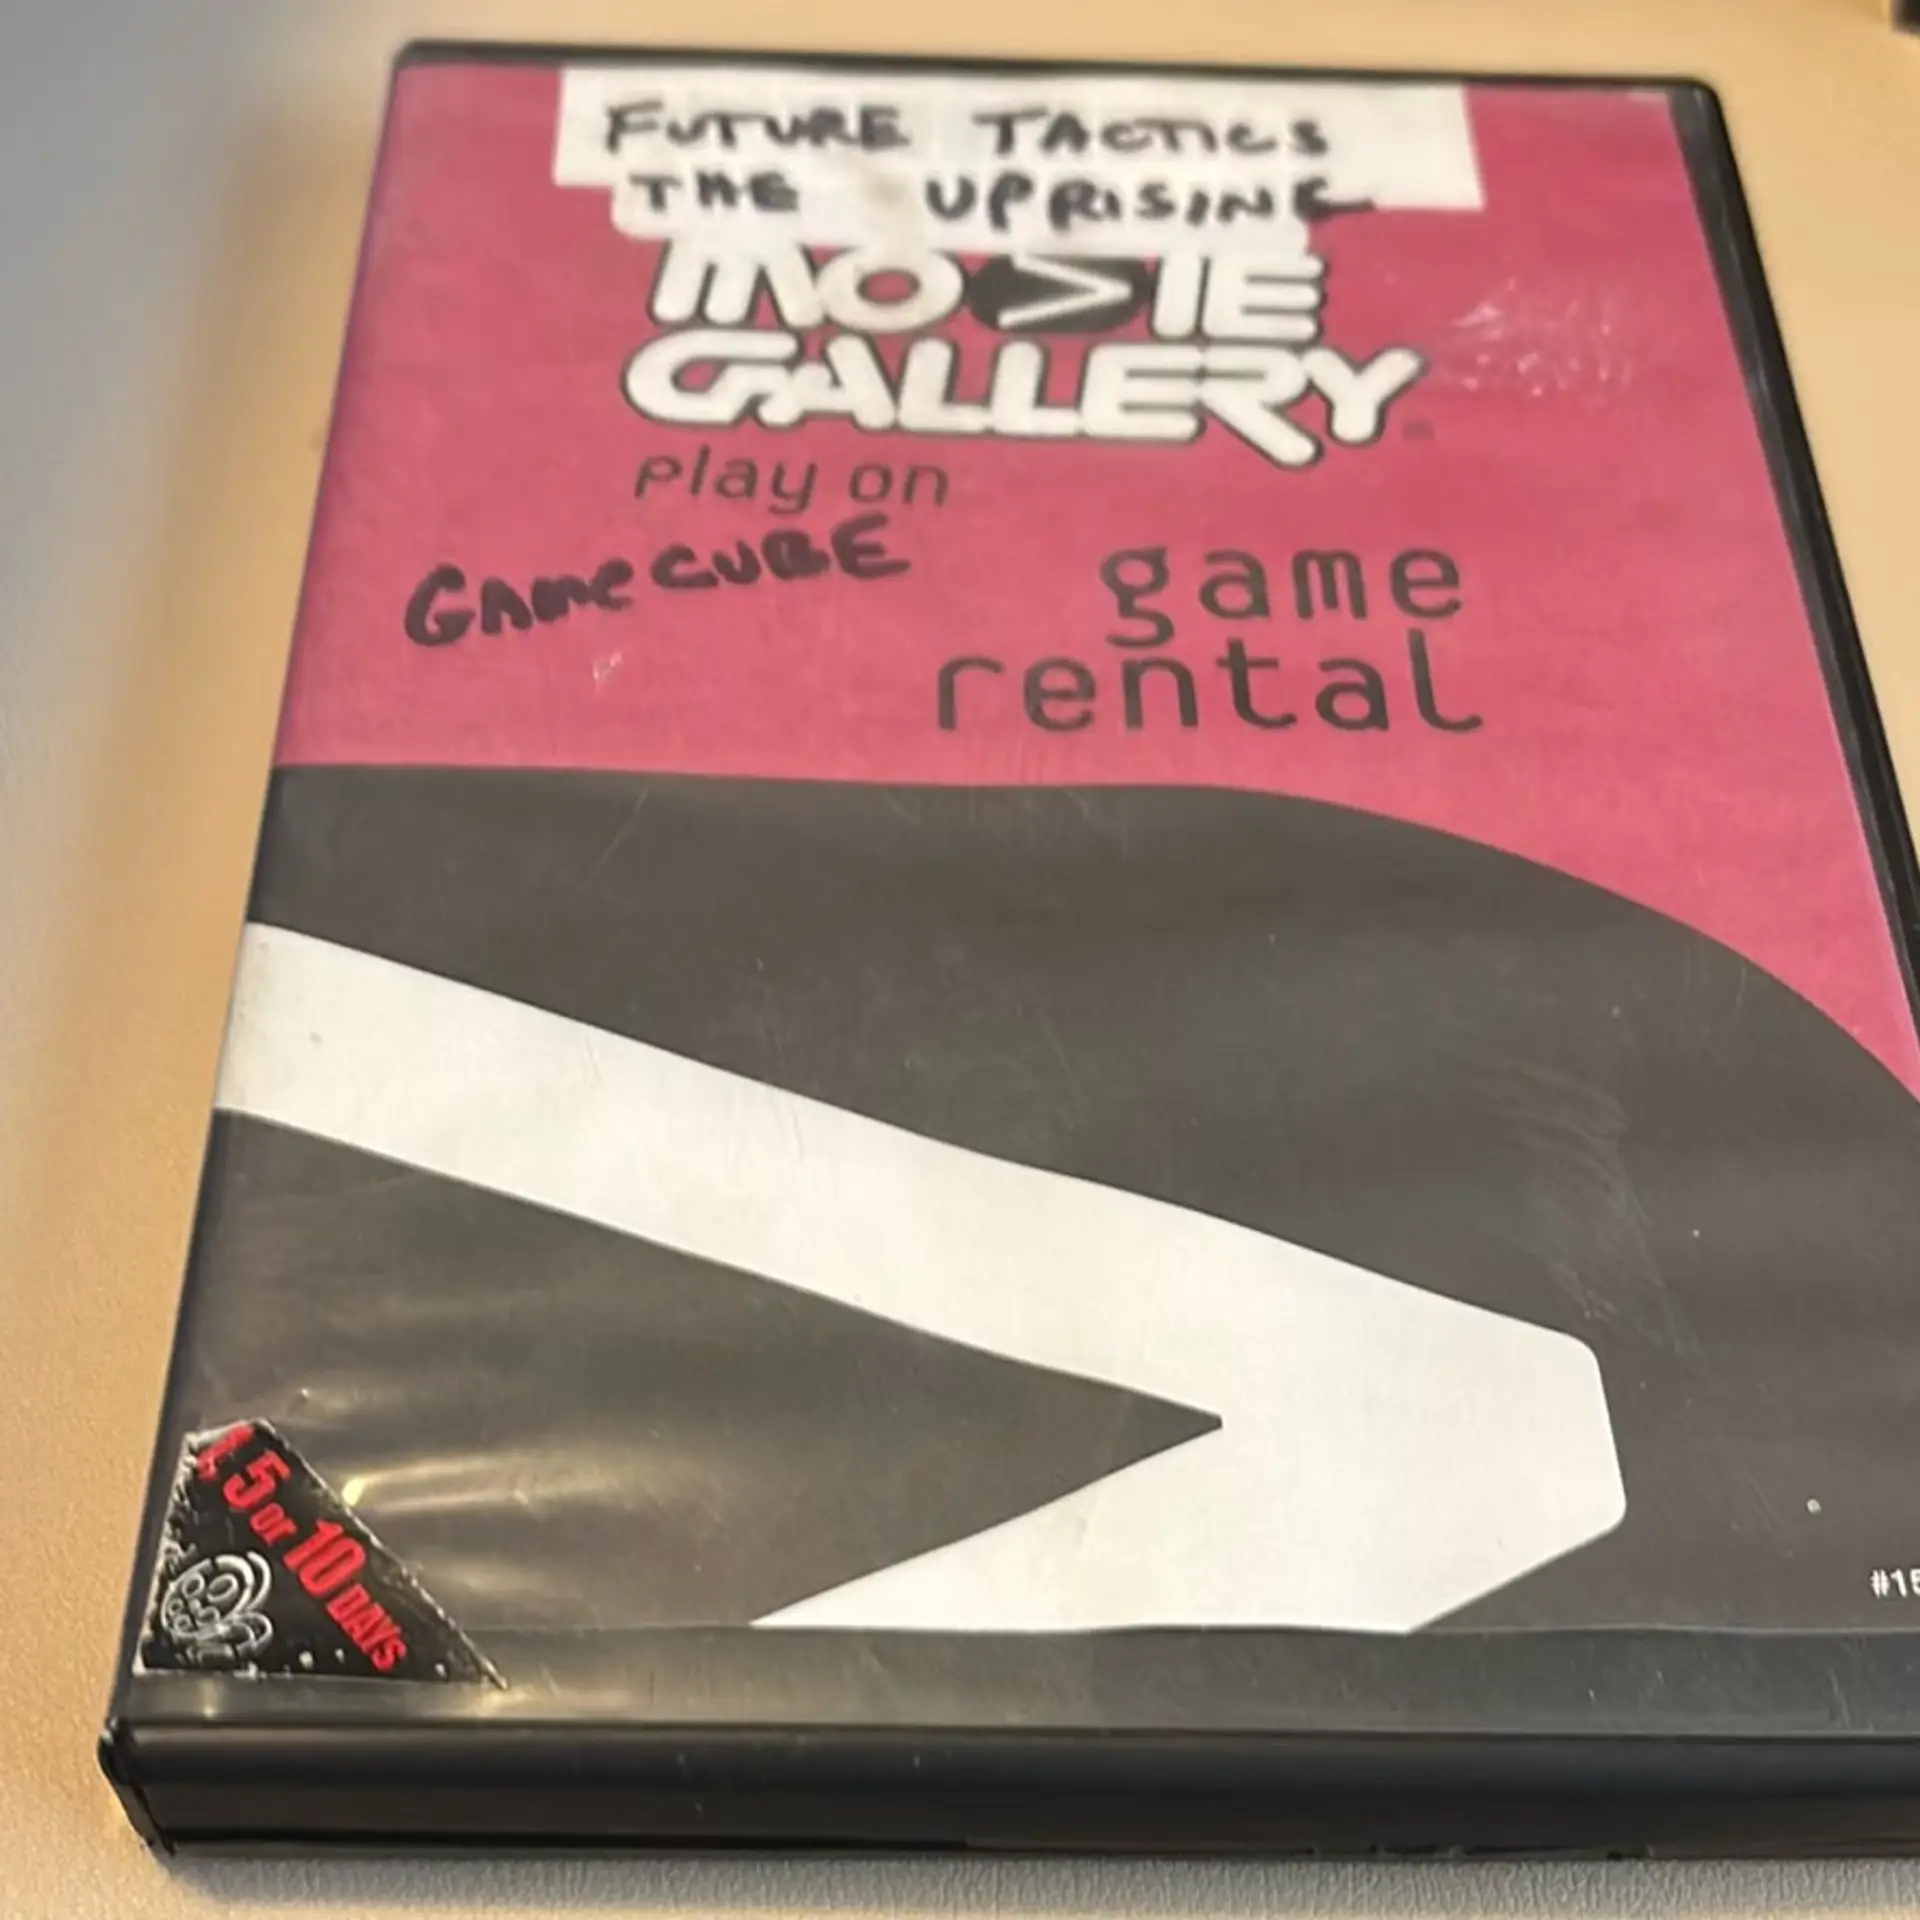 FUTURE TACTICS
THE UPRISING
MOVIE
GALLERY
play on
GAMECUBE
game
rental
5 or 10 DAYS